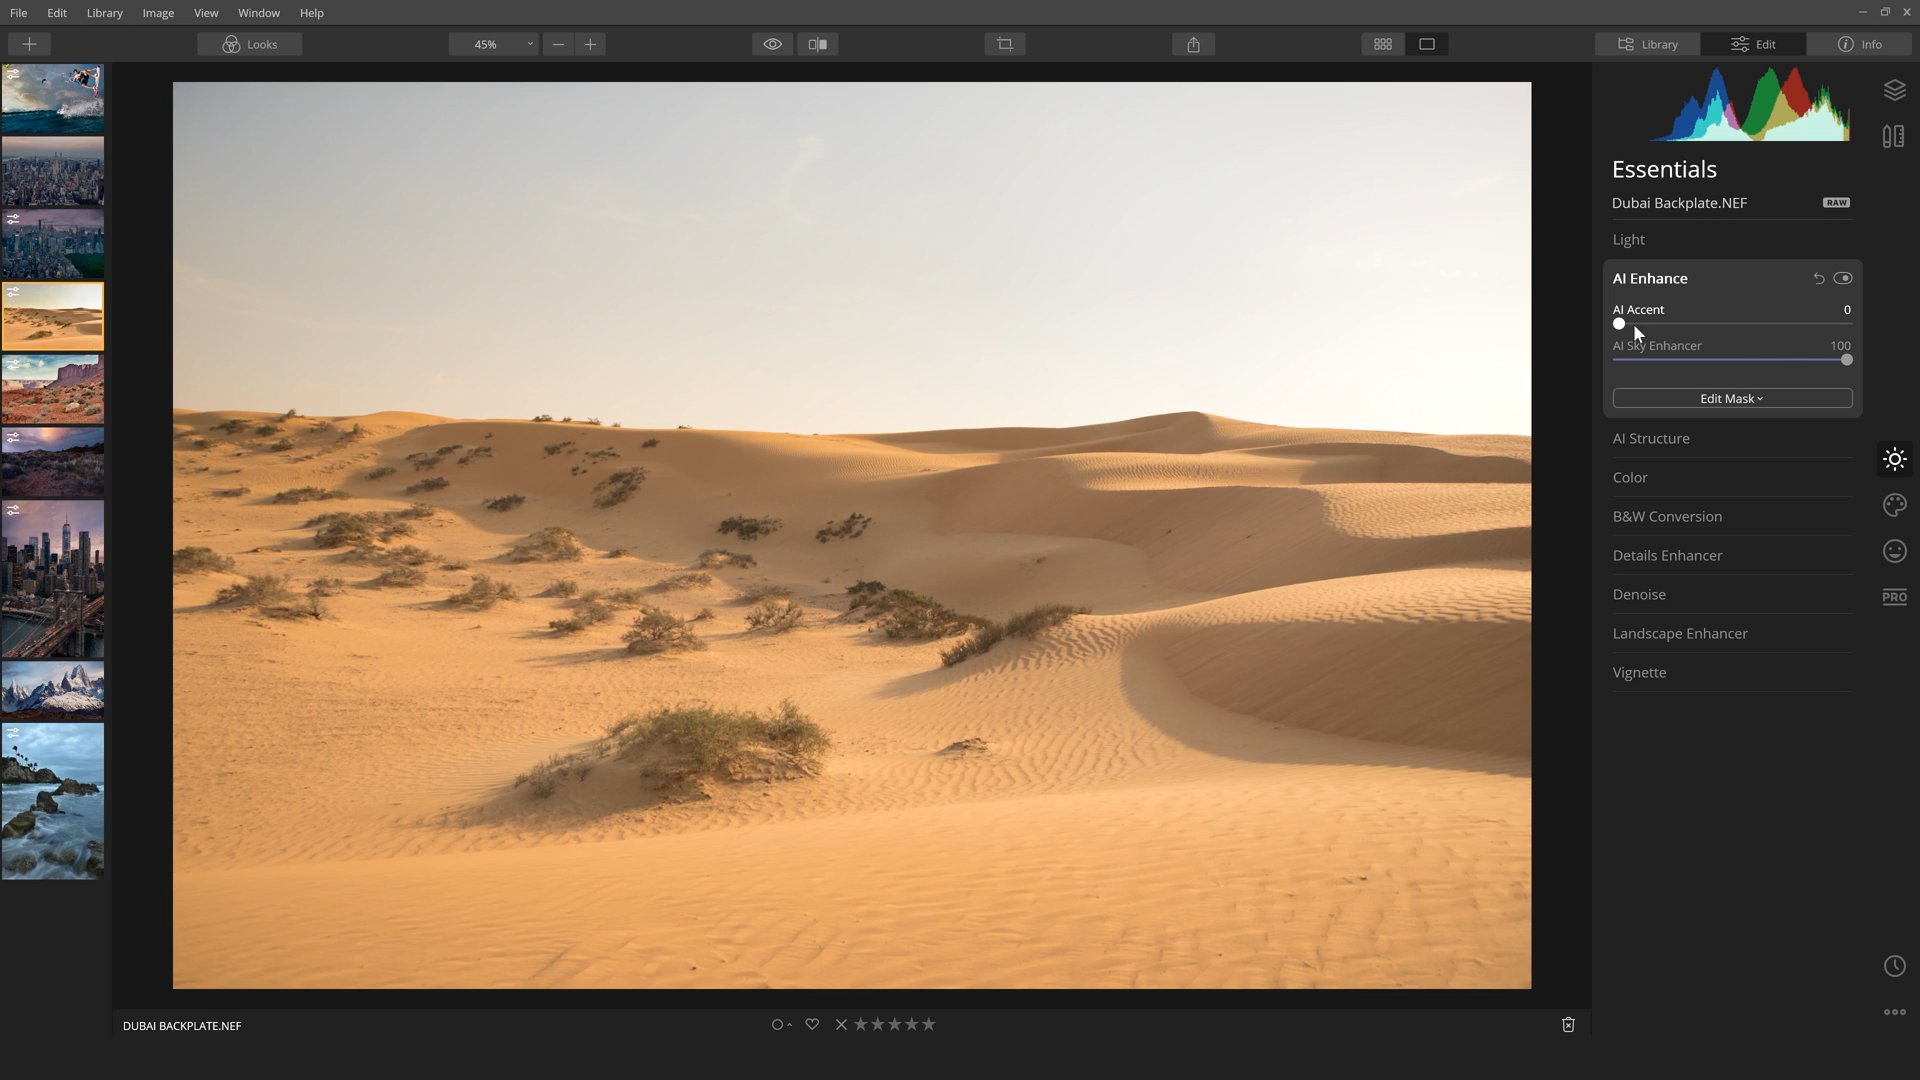 File Edit Library Image View Window Help
Looks 45% Library Edit Info
Essentials
Dubai Backplate.NEF RAW
Light
AI Enhance
AI Accent 0
AI Sky Enhancer 100
Edit Mask
AI Structure
Color
B&W Conversion
Details Enhancer
Denoise
PRO
Landscape Enhancer
Vignette
DUBAI BACKPLATE.NEF